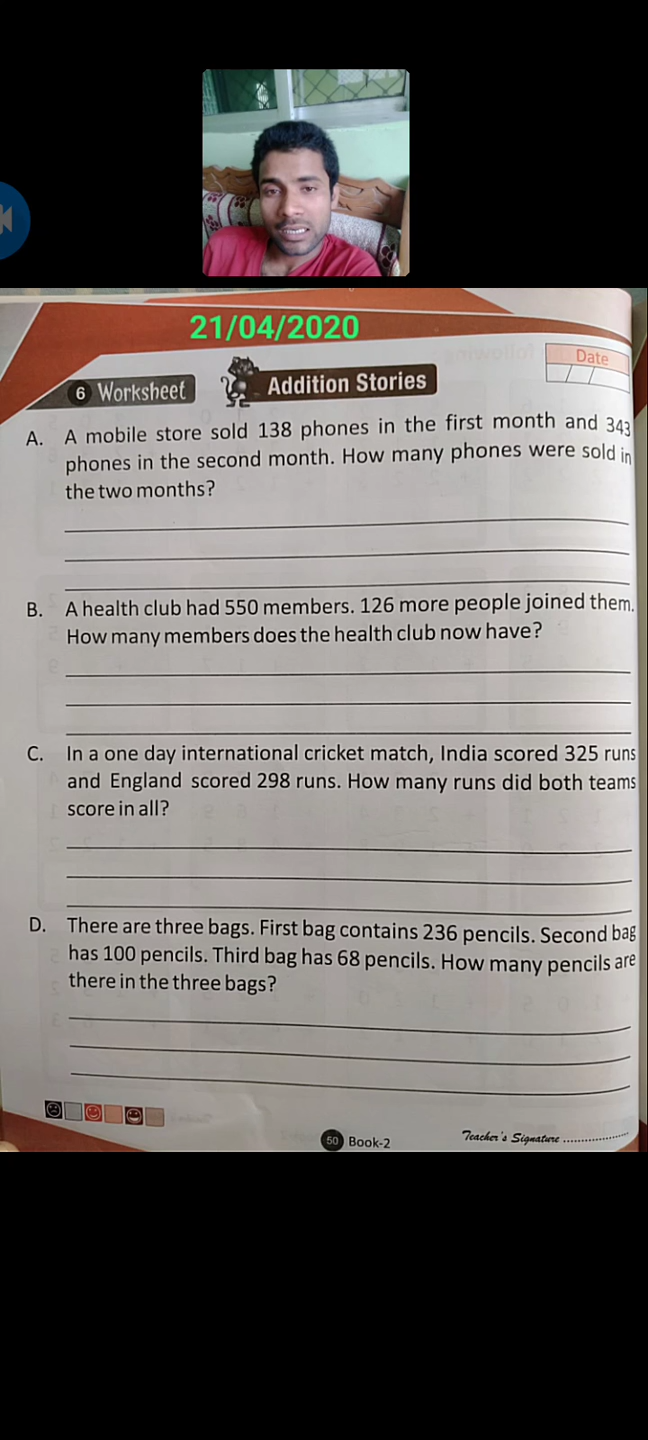 21/04/2020
Date
6 Worksheet
Addition Stories
A. A mobile store sold 138 phones in the first month and 343
phones in the second month. How many phones were sold in
the two months?
B. A health club had 550 members. 126 more people joined them.
How many members does the health club now have?
C. In a one day international cricket match, India scored 325 runs
and England scored 298 runs. How many runs did both teams
score in all?
D. There are three bags. First bag contains 236 pencils. Second bag
has 100 pencils. Third bag has 68 pencils. How many pencils are
there in the three bags?
50 Book-2
Teacher's Signature ....................